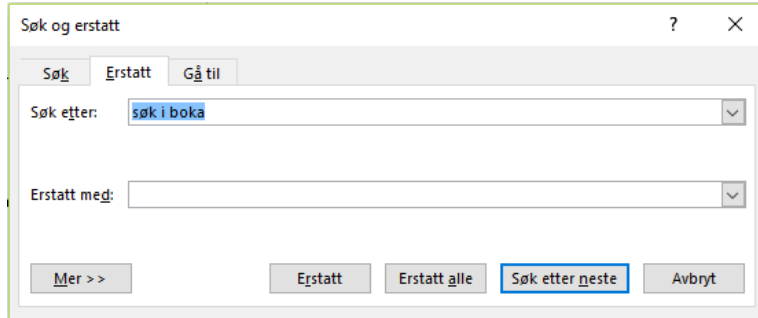 Søk og erstatt ?
Søk Erstatt Gå til
Søk etter: søk i boka
Erstatt med:
Mer >> Erstatt Erstatt alle Søk etter neste Avbryt